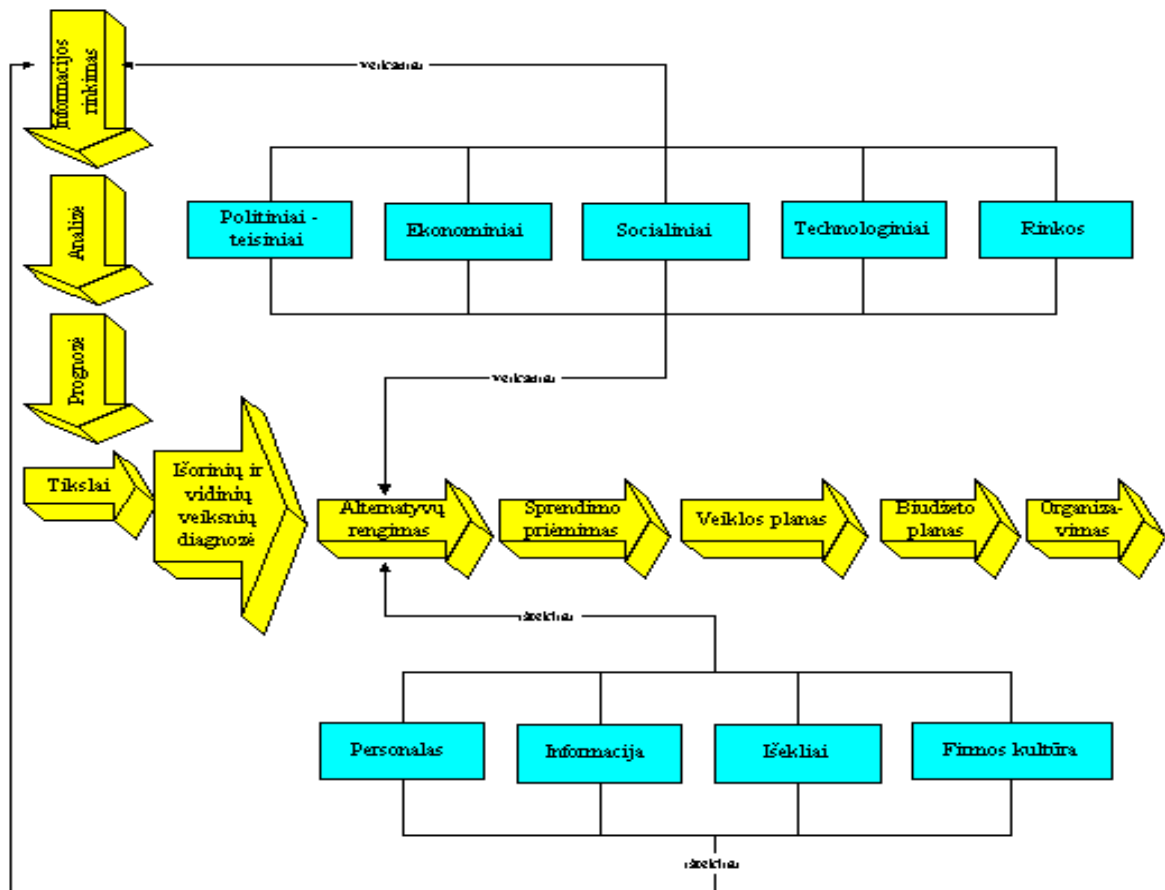 Informacijos
rinkimas
Analizė
Prognozė
Tikslai
Išorinių ir
vidinių
veiksnių
diagnozė
Politiniai -
teisiniai
Ekonominiai
Socialiniai
Technologiniai
Rinkos
Alternatyvų
rengimas
Sprendimo
priėmimas
Veiklos planas
Biudžeto
planas
Organiza-
vimas
Personalas
Informacija
Išekliai
Firmos kultūra